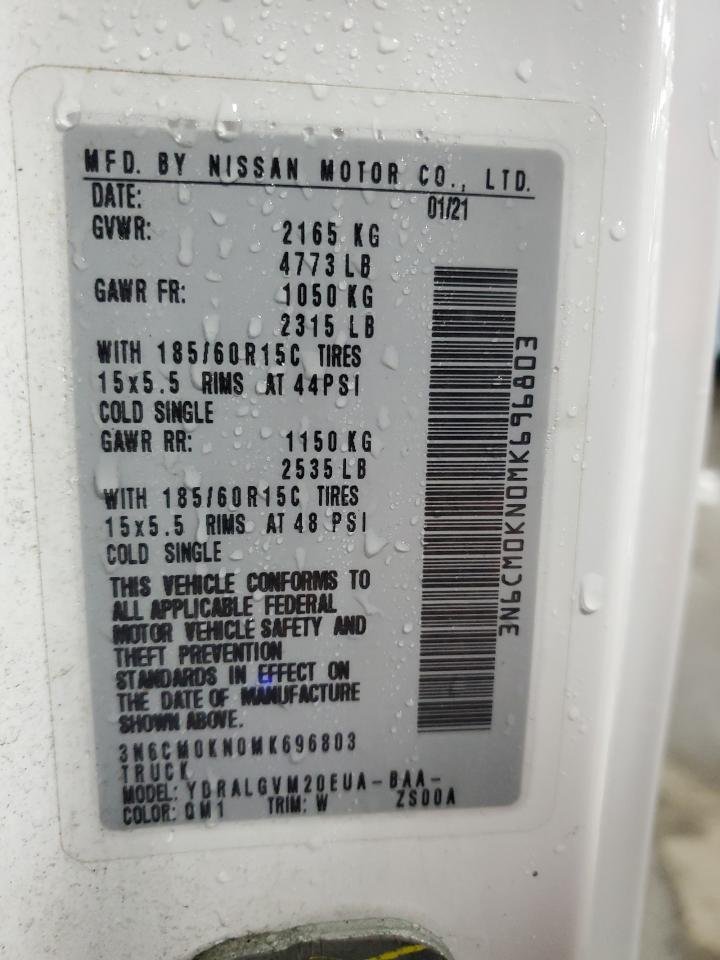 MFD. BY NISSAN MOTOR CO., LTD.
DATE: 01/21
GVWR: 2165 KG
4773 LB
GAWR FR: 1050 KG
2315 LB
WITH 185/60R15C TIRES
15x5.5 RIMS AT 44PSI
COLD SINGLE
GAWR RR: 1150 KG
2535 LB
WITH 185/60R15C TIRES
15x5.5 RIMS AT 48 PSI
COLD SINGLE
THIS VEHICLE CONFORMS TO
ALL APPLICABLE FEDERAL
MOTOR VEHICLE SAFETY AND
THEFT PREVENTION
STANDARDS IN EFFECT ON
THE DATE OF MANUFACTURE
SHOWN ABOVE.
3N6CM0KN0MK696803
TRUCK
MODEL: YDRALGVM20EUA-BAA-
ZS00A
COLOR: QM1 TRIM: W
3N6CM0KN0MK696803